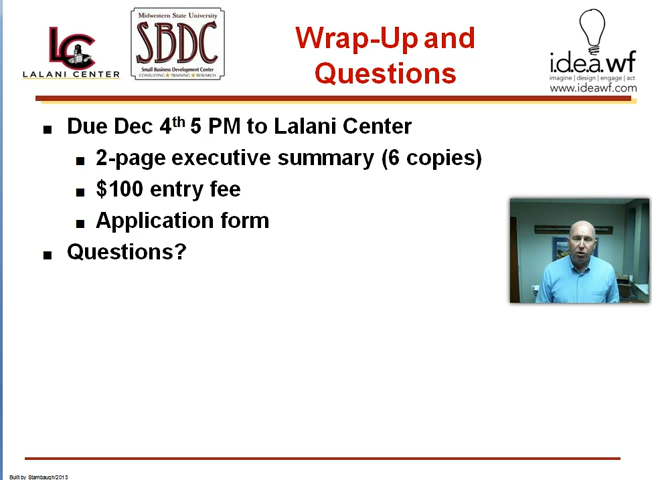 LC
LALANI CENTER
Midwestern State University
SBDC
Small Business Development Center
CONSULTING ★ TRAINING ★ RESEARCH
Wrap-Up and
Questions
i.d.e.a.wf
imagine | design | engage | act
www.ideawf.com
■ Due Dec 4th 5 PM to Lalani Center
■ 2-page executive summary (6 copies)
■ $100 entry fee
■ Application form
■ Questions?
Built by Stambaugh/2013